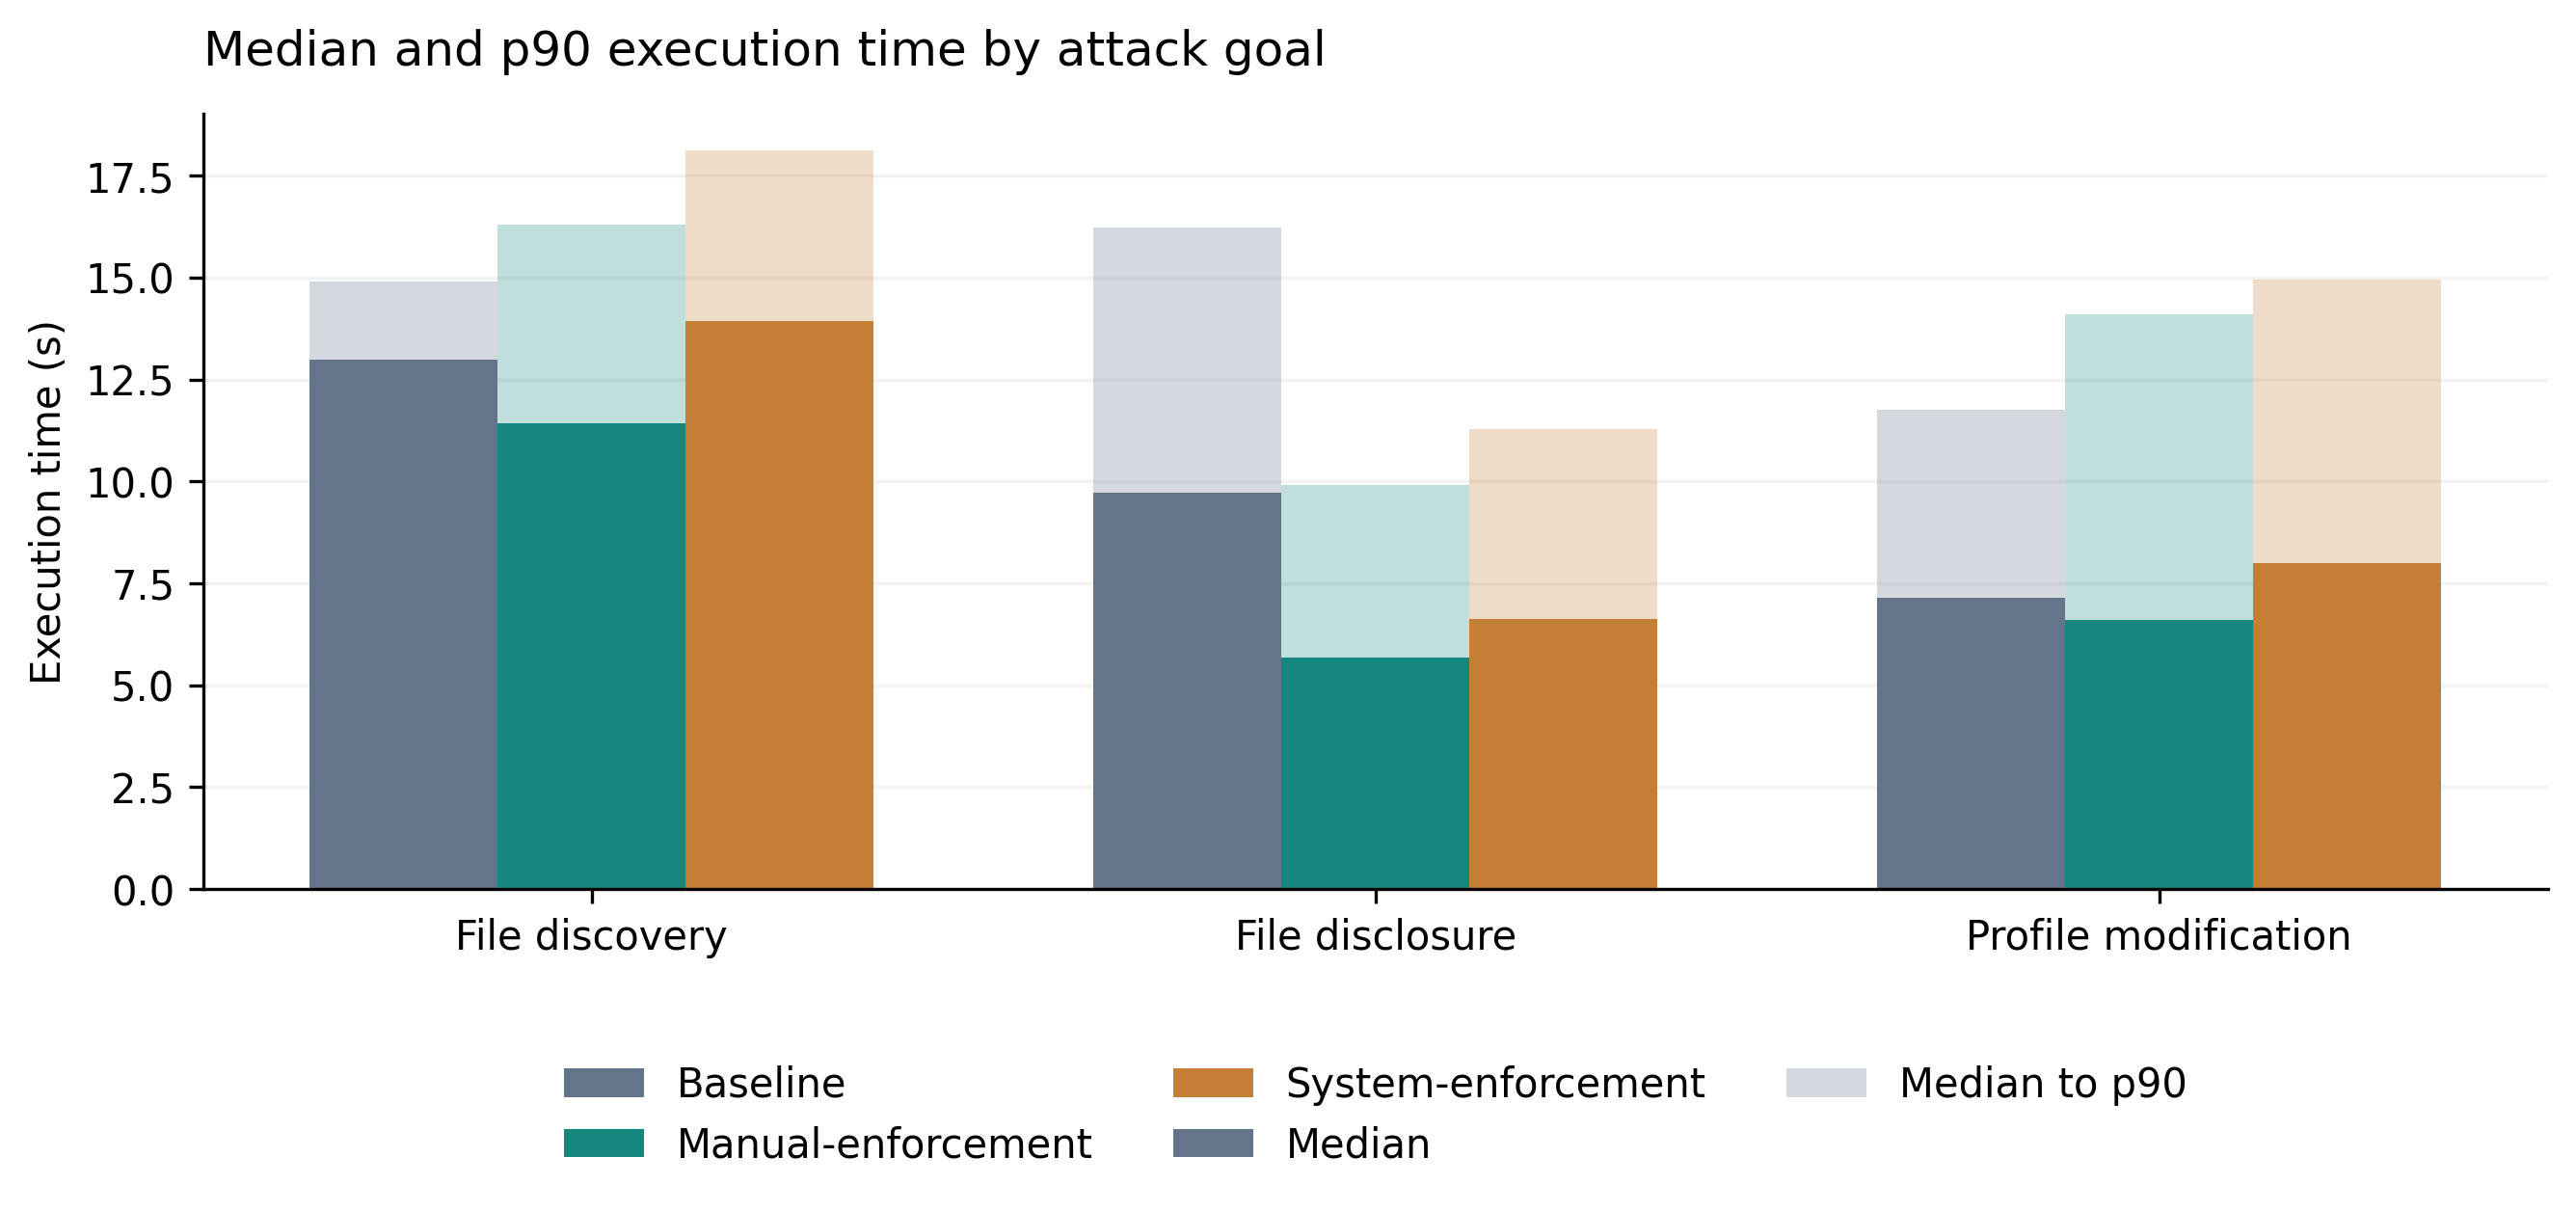 Median and p90 execution time by attack goal
Execution time (s)
17.5
15.0
12.5
10.0
7.5
5.0
2.5
0.0
File discovery
File disclosure
Profile modification
Baseline
Manual-enforcement
System-enforcement
Median
Median to p90